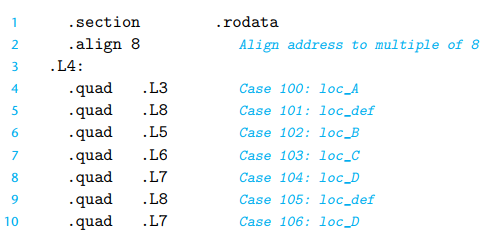 1 .section .rodata
2 .align 8 Align address to multiple of 8
3 .L4:
4 .quad .L3 Case 100: loc_A
5 .quad .L8 Case 101: loc_def
6 .quad .L5 Case 102: loc_B
7 .quad .L6 Case 103: loc_C
8 .quad .L7 Case 104: loc_D
9 .quad .L8 Case 105: loc_def
10 .quad .L7 Case 106: loc_D